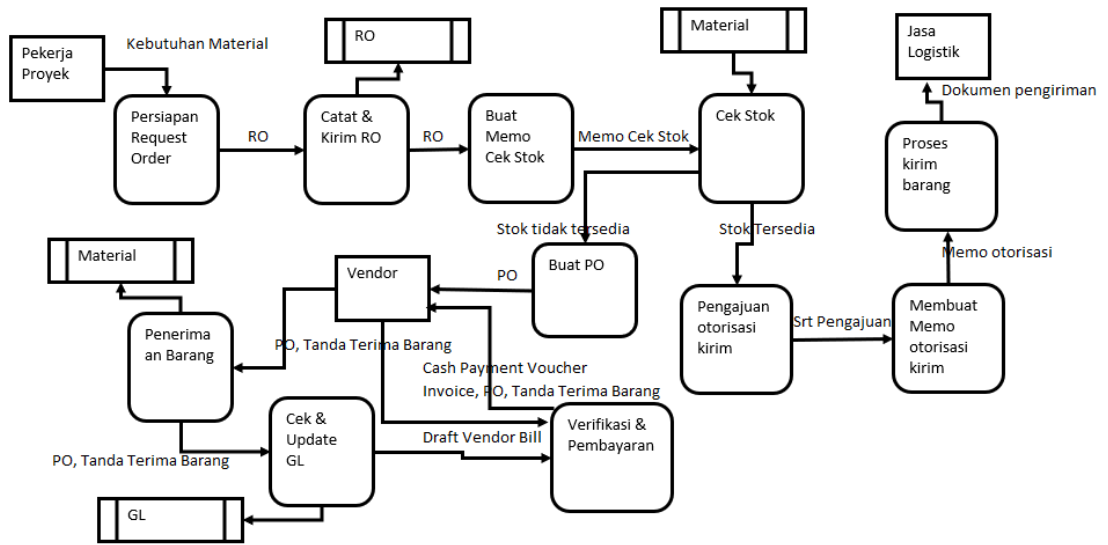 Pekerja
Proyek
Kebutuhan Material
RO
Material
Jasa
Logistik
Dokumen pengiriman
Persiapan
Request
Order
RO
Catat &
Kirim RO
RO
Buat
Memo
Cek Stok
Memo Cek Stok
Cek Stok
Proses
kirim
barang
Stok tidak tersedia
Stok Tersedia
Memo otorisasi
Material
Vendor
PO
Buat PO
Pengajuan
otorisasi
kirim
Srt Pengajuan
Membuat
Memo
otorisasi
kirim
Penerima
an Barang
PO, Tanda Terima Barang
Cash Payment Voucher
Invoice, PO, Tanda Terima Barang
Cek &
Update
GL
Draft Vendor Bill
Verifikasi &
Pembayaran
PO, Tanda Terima Barang
GL